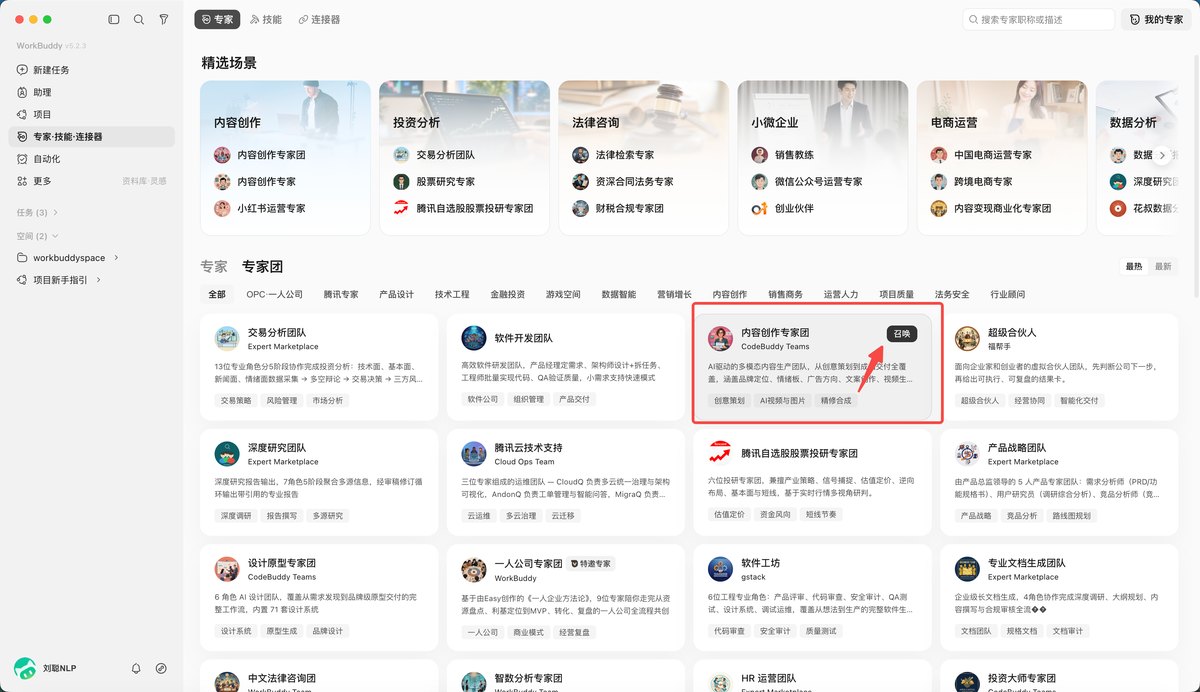 专家
技能
连接器
搜索专家职称或描述
我的专家
WorkBuddy v5.2.3
新建任务
助理
项目
专家·技能·连接器
自动化
更多
资料库·灵感
任务 (3)
空间 (2)
workbuddyspace
项目新手指引
刘聪NLP
精选场景
内容创作
内容创作专家团
内容创作专家
小红书运营专家
投资分析
交易分析团队
股票研究专家
腾讯自选股股票投研专家团
法律咨询
法律检索专家
资深合同法务专家
财税合规专家团
小微企业
销售教练
微信公众号运营专家
创业伙伴
电商运营
中国电商运营专家
跨境电商专家
内容变现商业化专家团
数据分析
数据
深度研究团
花叔数据分
专家
专家团
最热
最新
全部
OPC·一人公司
腾讯专家
产品设计
技术工程
金融投资
游戏空间
数据智能
营销增长
内容创作
销售商务
运营人力
项目质量
法务安全
行业顾问
交易分析团队
Expert Marketplace
13位专业角色分5阶段协作完成投资分析：技术面、基本面、
新闻面、情绪面数据采集 → 多空辩论 → 交易决策 → 三方风...
交易策略
风险管理
市场分析
软件开发团队
高效软件研发团队，产品经理定需求、架构师设计+拆任务、
工程师批量实现代码、QA验证质量，小需求支持快速模式
软件公司
组织管理
产品交付
内容创作专家团
CodeBuddy Teams
召唤
AI驱动的多模态内容生产团队，从创意策划到成品交付全覆
盖，涵盖品牌定位、情绪板、广告方向、文案创作、视频生...
创意策划
AI视频与图片
精修合成
超级合伙人
福帮手
面向企业家和创业者的虚拟合伙人团队，先判断公司下一步，
再给出可执行、可复盘的结果卡。
超级合伙人
经营协同
智能化交付
深度研究团队
Expert Marketplace
深度研究报告输出，7角色5阶段聚合多源信息，经审稿修订循
环输出带引用的专业报告
深度调研
报告撰写
多源研究
腾讯云技术支持
Cloud Ops Team
三位专家组成的运维团队 — CloudQ 负责多云统一治理与架构
可视化，AndonQ 负责工单管理与智能问答，MigraQ 负责...
云运维
多云治理
云迁移
腾讯自选股股票投研专家团
六位投研专家团，兼擅产业策略、信号捕捉、估值定价、逆向
布局、基本面与短线，基于实时行情多视角研判。
估值定价
资金风向
短线节奏
产品战略团队
Expert Marketplace
由产品总监领导的 5 人产品专家团：需求分析师（PRD/功
能规格书）、用户研究员（调研综合分析）、竞品分析师（竞...
产品战略
竞品分析
路线图规划
设计原型专家团
CodeBuddy Teams
6 角色 AI 设计团队，覆盖从需求发现到品牌级原型交付的完
整工作流，内置 71 套设计系统
设计系统
原型生成
品牌设计
一人公司专家团
特邀专家
WorkBuddy
基于由Easy创作的《一人企业方法论》，9位专家陪你走完从资
源盘点、利基定位到MVP、转化、复盘的一人公司全流程共创
一人公司
商业模式
经营复盘
软件工坊
gstack
6位工程专业角色：产品评审、代码审查、安全审计、QA测
试、设计系统、调试运维，覆盖从想法到生产的完整软件生...
代码审查
安全审计
质量测试
专业文档生成团队
Expert Marketplace
企业级长文档生成，4角色协作完成深度调研、大纲规划、内
容撰写与合规审核全流��
文档团队
规格文档
文档审计
中文法律咨询团
WorkBuddy Team
智数分析专家团
WorkBuddy Team
HR 运营团队
Expert Marketplace
投资大师专家团
CodeBuddy Teams